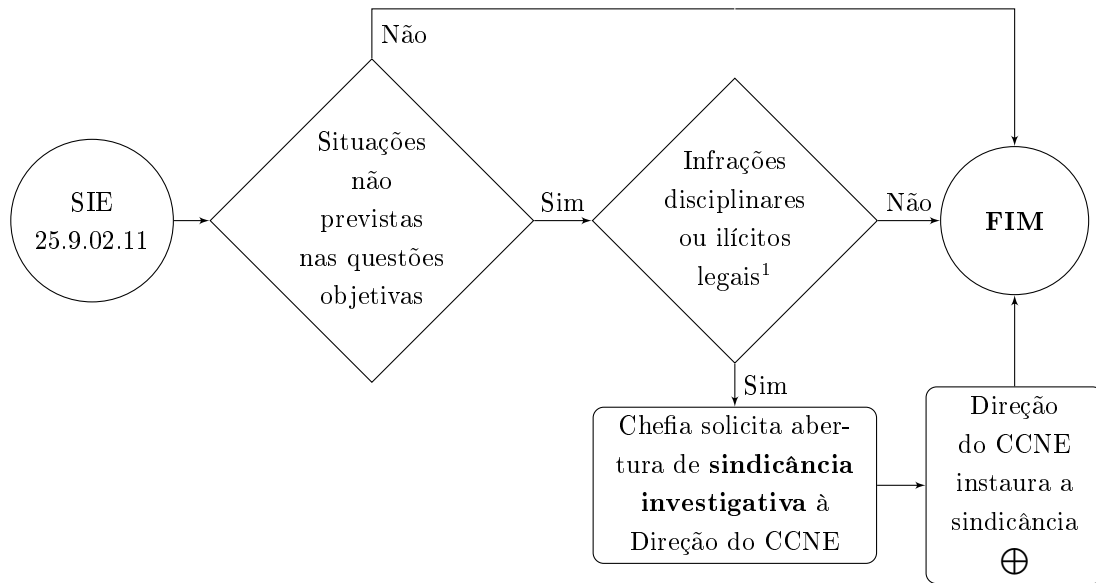 SIE
25.9.02.11
Situações
não
previstas
nas questões
objetivas
Não
Sim
Infrações
disciplinares
ou ilícitos
legais¹
Não
FIM
Sim
Chefia solicita aber-
tura de sindicância
investigativa à
Direção do CCNE
Direção
do CCNE
instaura a
sindicância
⊕